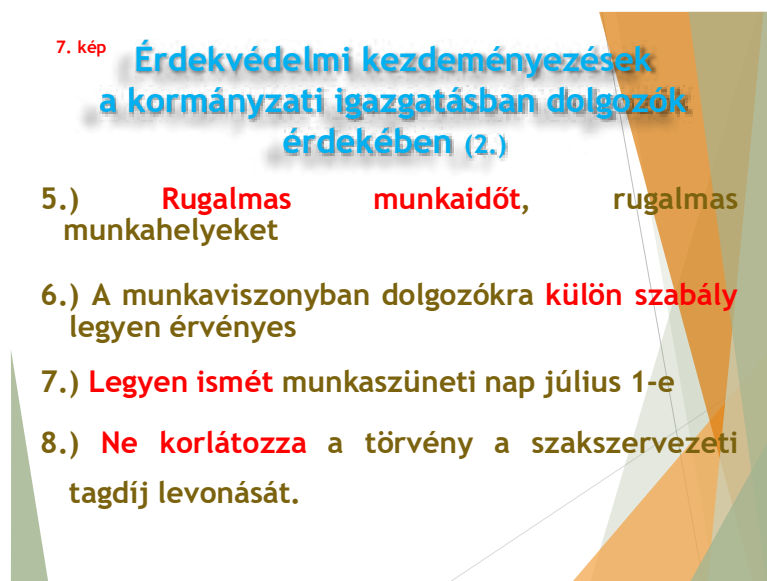 7. kép
Érdekvédelmi kezdeményezések
a kormányzati igazgatásban dolgozók
érdekében (2.)
5.) Rugalmas munkaidőt, rugalmas
munkahelyeket
6.) A munkaviszonyban dolgozókra külön szabály
legyen érvényes
7.) Legyen ismét munkaszüneti nap július 1-e
8.) Ne korlátozza a törvény a szakszervezeti
tagdíj levonását.